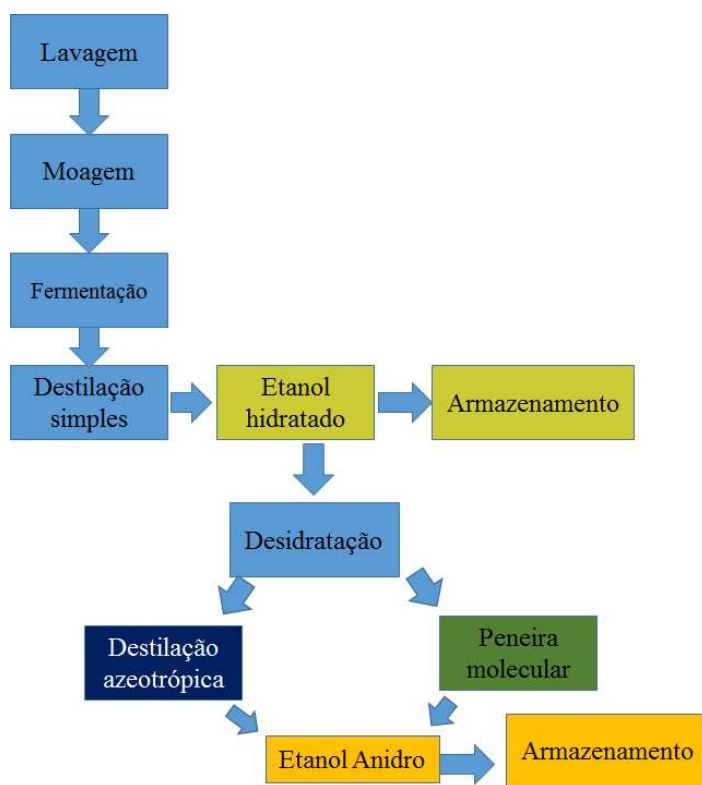 Lavagem
Moagem
Fermentação
Destilação
simples
Etanol
hidratado
Armazenamento
Desidratação
Destilação
azeotrópica
Peneira
molecular
Etanol Anidro
Armazenamento